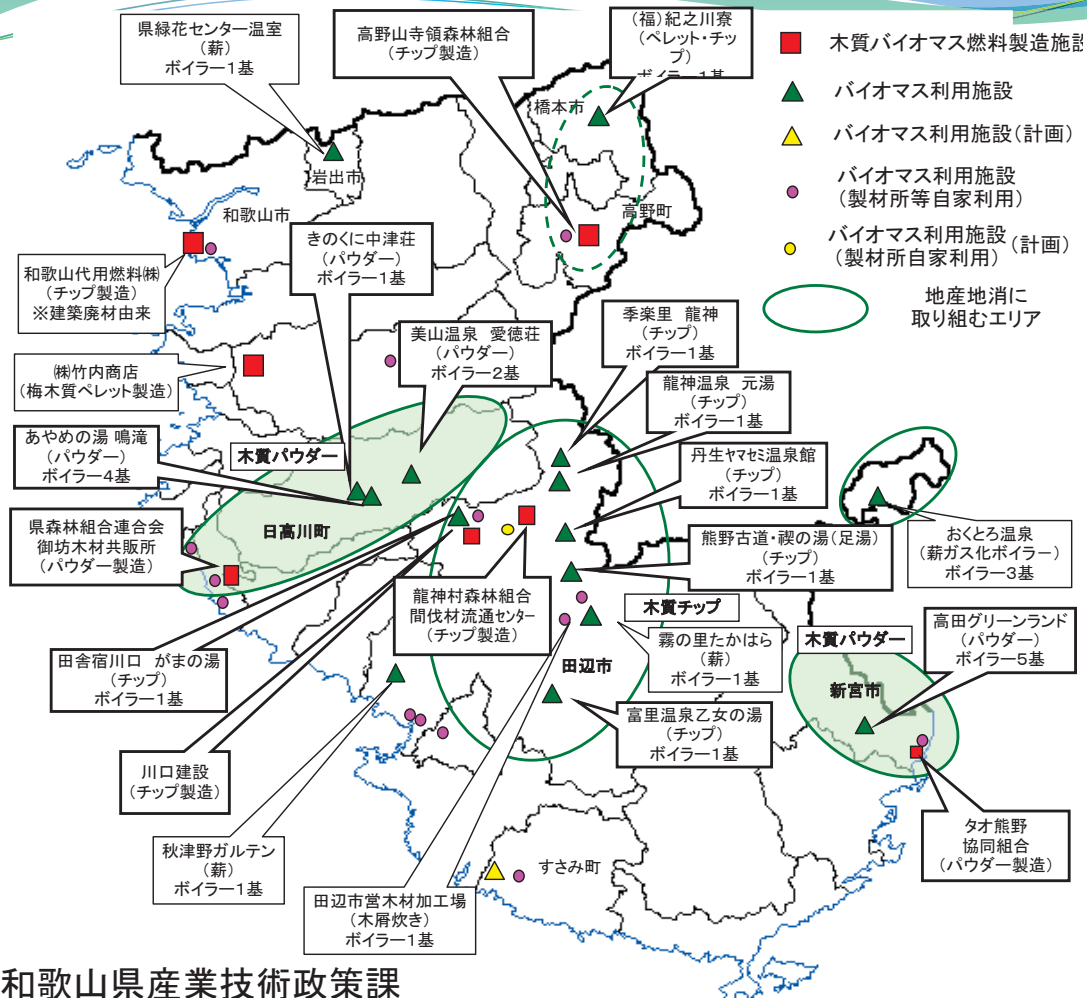 県緑花センター温室
(薪)
ボイラー1基
高野山寺領森林組合
(チップ製造)
(福)紀之川寮
(ペレット・チッ
プ)
ボイラー1基
木質バイオマス燃料製造施設
バイオマス利用施設
バイオマス利用施設(計画)
バイオマス利用施設
(製材所等自家利用)
バイオマス利用施設
(製材所自家利用)
(計画)
地産地消に
取り組むエリア
橋本市
岩出市
和歌山市
高野町
和歌山代用燃料㈱
(チップ製造)
※建築廃材由来
きのくに中津荘
(パウダー)
ボイラー1基
美山温泉 愛徳荘
(パウダー)
ボイラー2基
季楽里 龍神
(チップ)
ボイラー1基
㈱竹内商店
(梅木質ペレット製造)
龍神温泉 元湯
(チップ)
ボイラー1基
あやめの湯 鳴滝
(パウダー)
ボイラー4基
木質パウダー
丹生ヤマセミ温泉館
(チップ)
ボイラー1基
県森林組合連合会
御坊木材共販所
(パウダー製造)
日高川町
おくとろ温泉
(薪ガス化ボイラー)
ボイラー3基
熊野古道・禊の湯(足湯)
(チップ)
ボイラー1基
龍神村森林組合
間伐材流通センター
(チップ製造)
木質チップ
田舎宿川口 がまの湯
(チップ)
ボイラー1基
霧の里たかはら
(薪)
ボイラー1基
田辺市
木質パウダー
高田グリーンランド
(パウダー)
ボイラー5基
新宮市
富里温泉乙女の湯
(チップ)
ボイラー1基
川口建設
(チップ製造)
秋津野ガルテン
(薪)
ボイラー1基
タオ熊野
協同組合
(パウダー製造)
すさみ町
田辺市営木材加工場
(木屑炊き)
ボイラー1基
和歌山県産業技術政策課